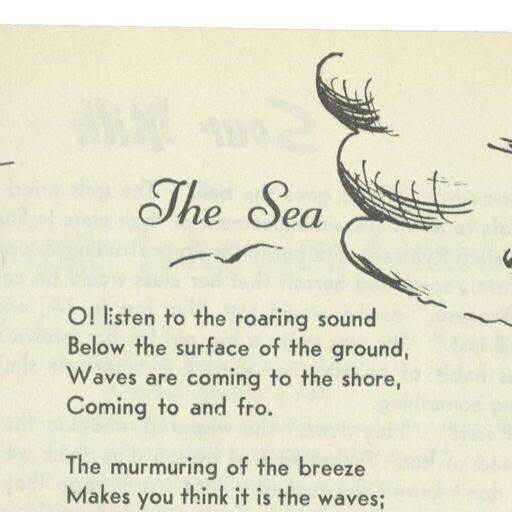 The Sea
O! listen to the roaring sound
Below the surface of the ground,
Waves are coming to the shore,
Coming to and fro.
The murmuring of the breeze
Makes you think it is the waves;